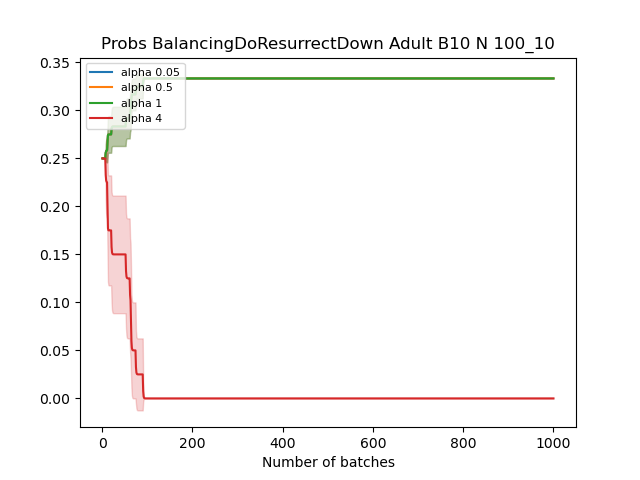 Probs BalancingDoResurrectDown Adult B10 N 100_10
0.35
0.30
0.25
0.20
0.15
0.10
0.05
0.00
alpha 0.05
alpha 0.5
alpha 1
alpha 4
0 200 400 600 800 1000
Number of batches